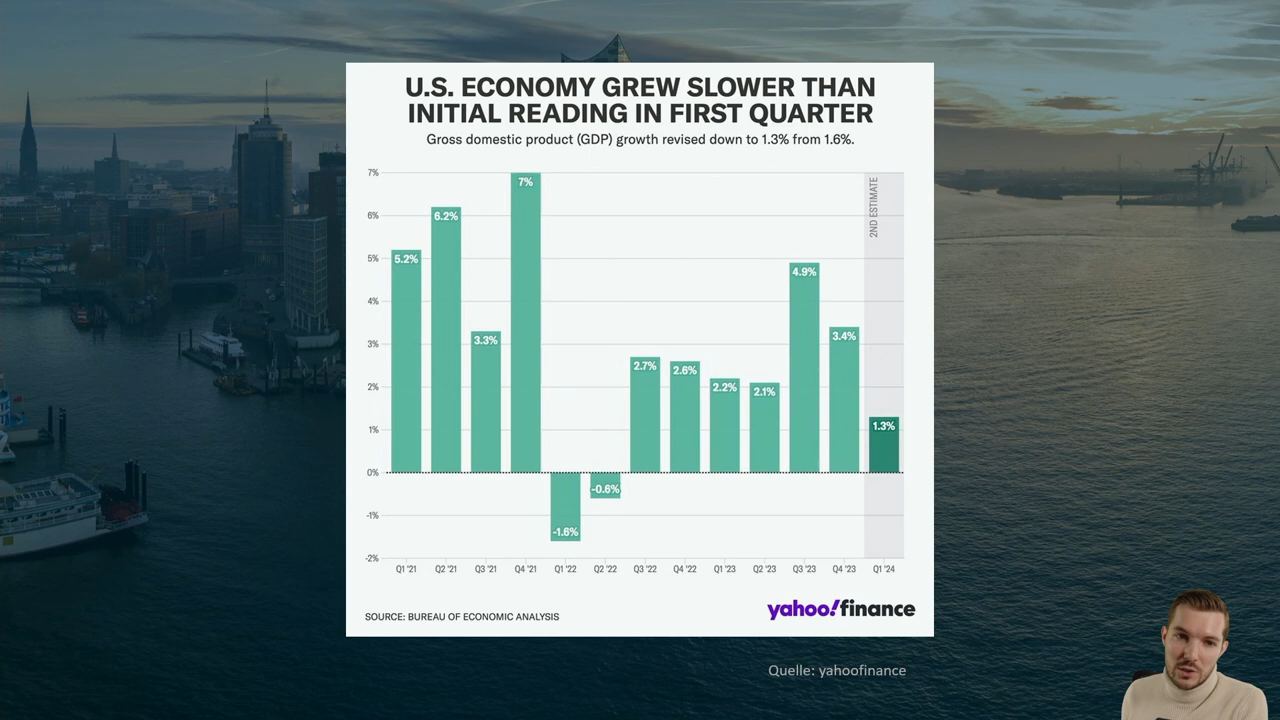 U.S. ECONOMY GREW SLOWER THAN
INITIAL READING IN FIRST QUARTER
Gross domestic product (GDP) growth revised down to 1.3% from 1.6%.
7%
6%
5%
4%
3%
2%
1%
0%
-1%
-2%
5.2%
6.2%
3.3%
7%
-1.6%
-0.6%
2.7%
2.6%
2.2%
2.1%
4.9%
3.4%
1.3%
2ND ESTIMATE
Q1 '21 Q2 '21 Q3 '21 Q4 '21 Q1 '22 Q2 '22 Q3 '22 Q4 '22 Q1 '23 Q2 '23 Q3 '23 Q4 '23 Q1 '24
SOURCE: BUREAU OF ECONOMIC ANALYSIS
yahoo!finance
Quelle: yahoofinance